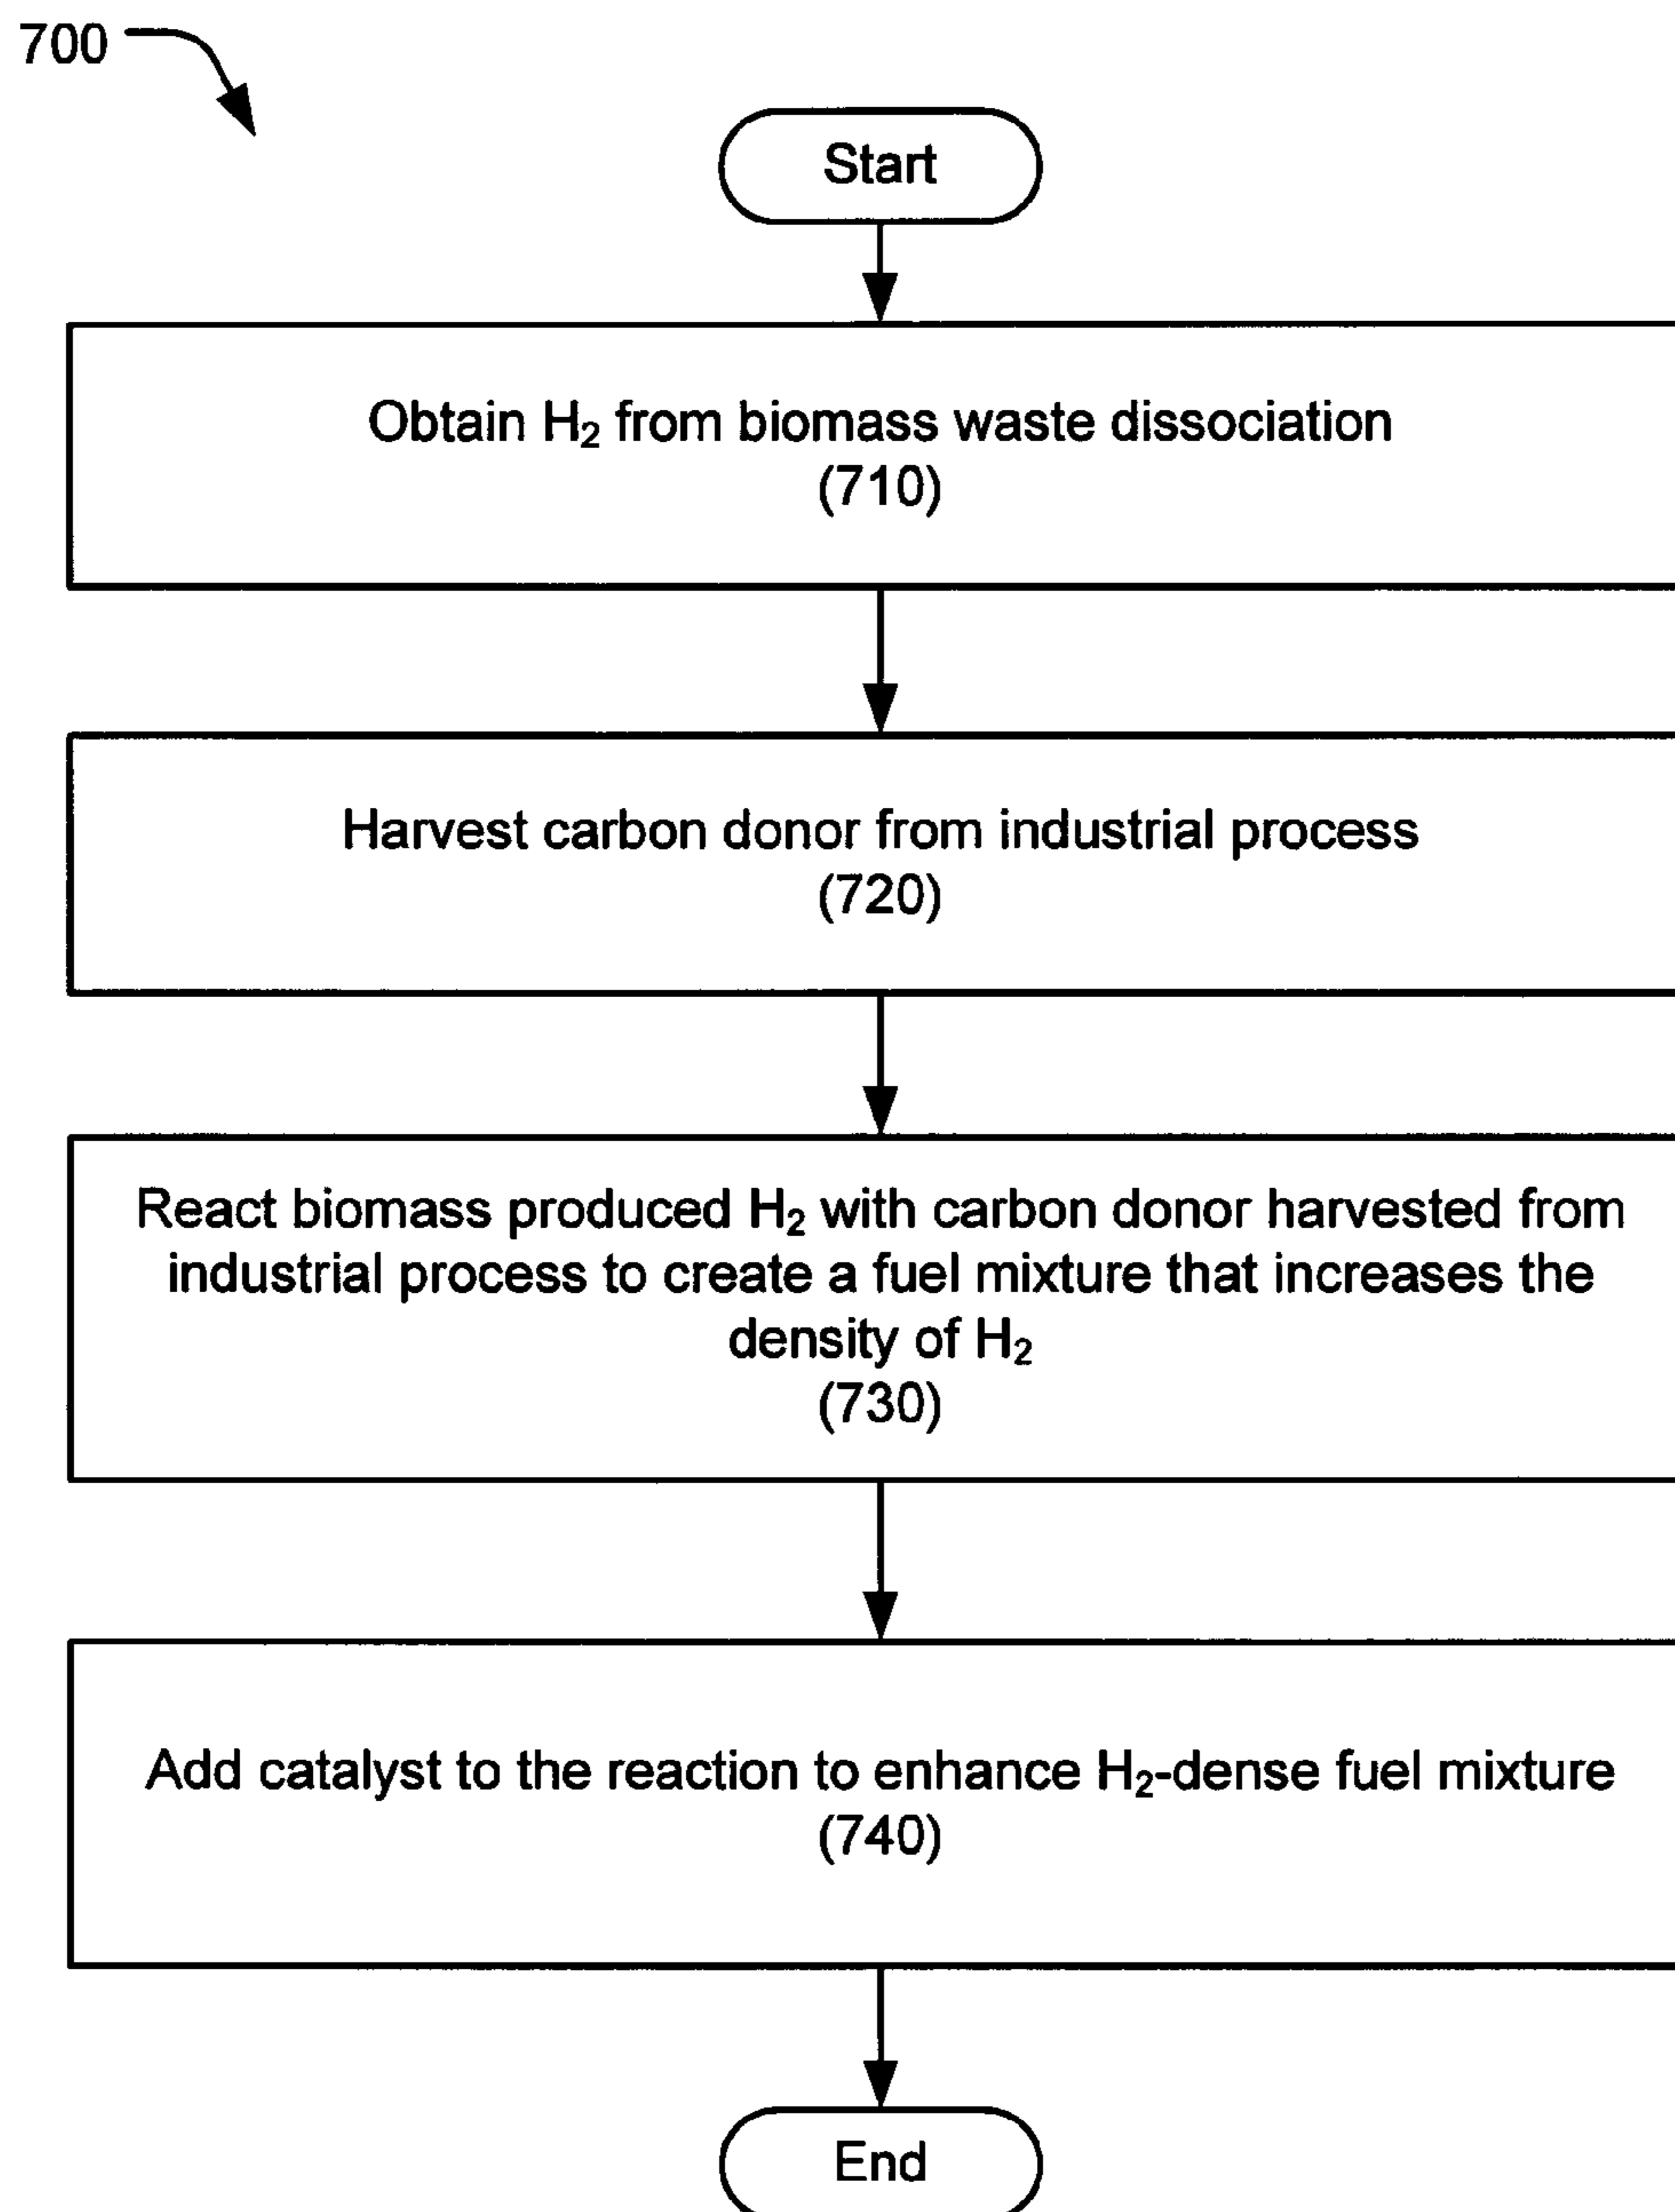 700
Start
Obtain H₂ from biomass waste dissociation
(710)
Harvest carbon donor from industrial process
(720)
React biomass produced H₂ with carbon donor harvested from
industrial process to create a fuel mixture that increases the
density of H₂
(730)
Add catalyst to the reaction to enhance H₂-dense fuel mixture
(740)
End